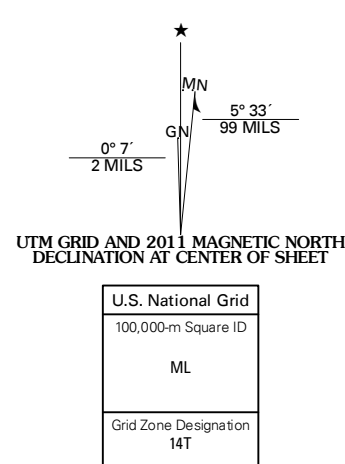 ★
MN
GN
5° 33´
99 MILS
0° 7´
2 MILS
UTM GRID AND 2011 MAGNETIC NORTH
DECLINATION AT CENTER OF SHEET
U.S. National Grid
100,000-m Square ID
ML
Grid Zone Designation
14T